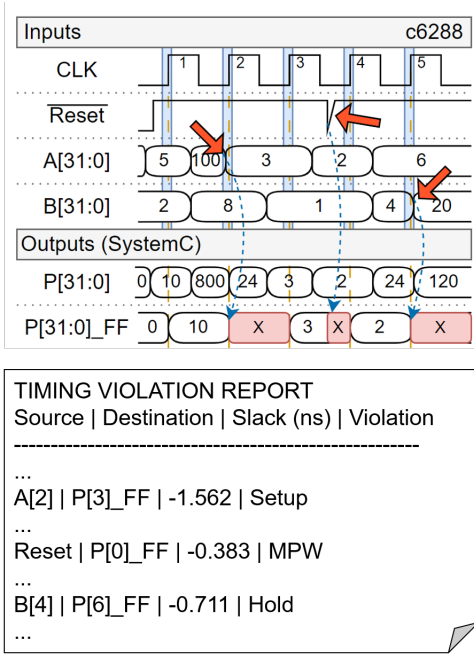 Inputs c6288
CLK 1 2 3 4 5
Reset
A[31:0] 5 100 3 2 6
B[31:0] 2 8 1 4 20
Outputs (SystemC)
P[31:0] 0 10 800 24 3 2 24 120
P[31:0]_FF 0 10 X 3 X 2 X
TIMING VIOLATION REPORT
Source | Destination | Slack (ns) | Violation
------------------------------------------------------
...
A[2] | P[3]_FF | -1.562 | Setup
...
Reset | P[0]_FF | -0.383 | MPW
...
B[4] | P[6]_FF | -0.711 | Hold
...